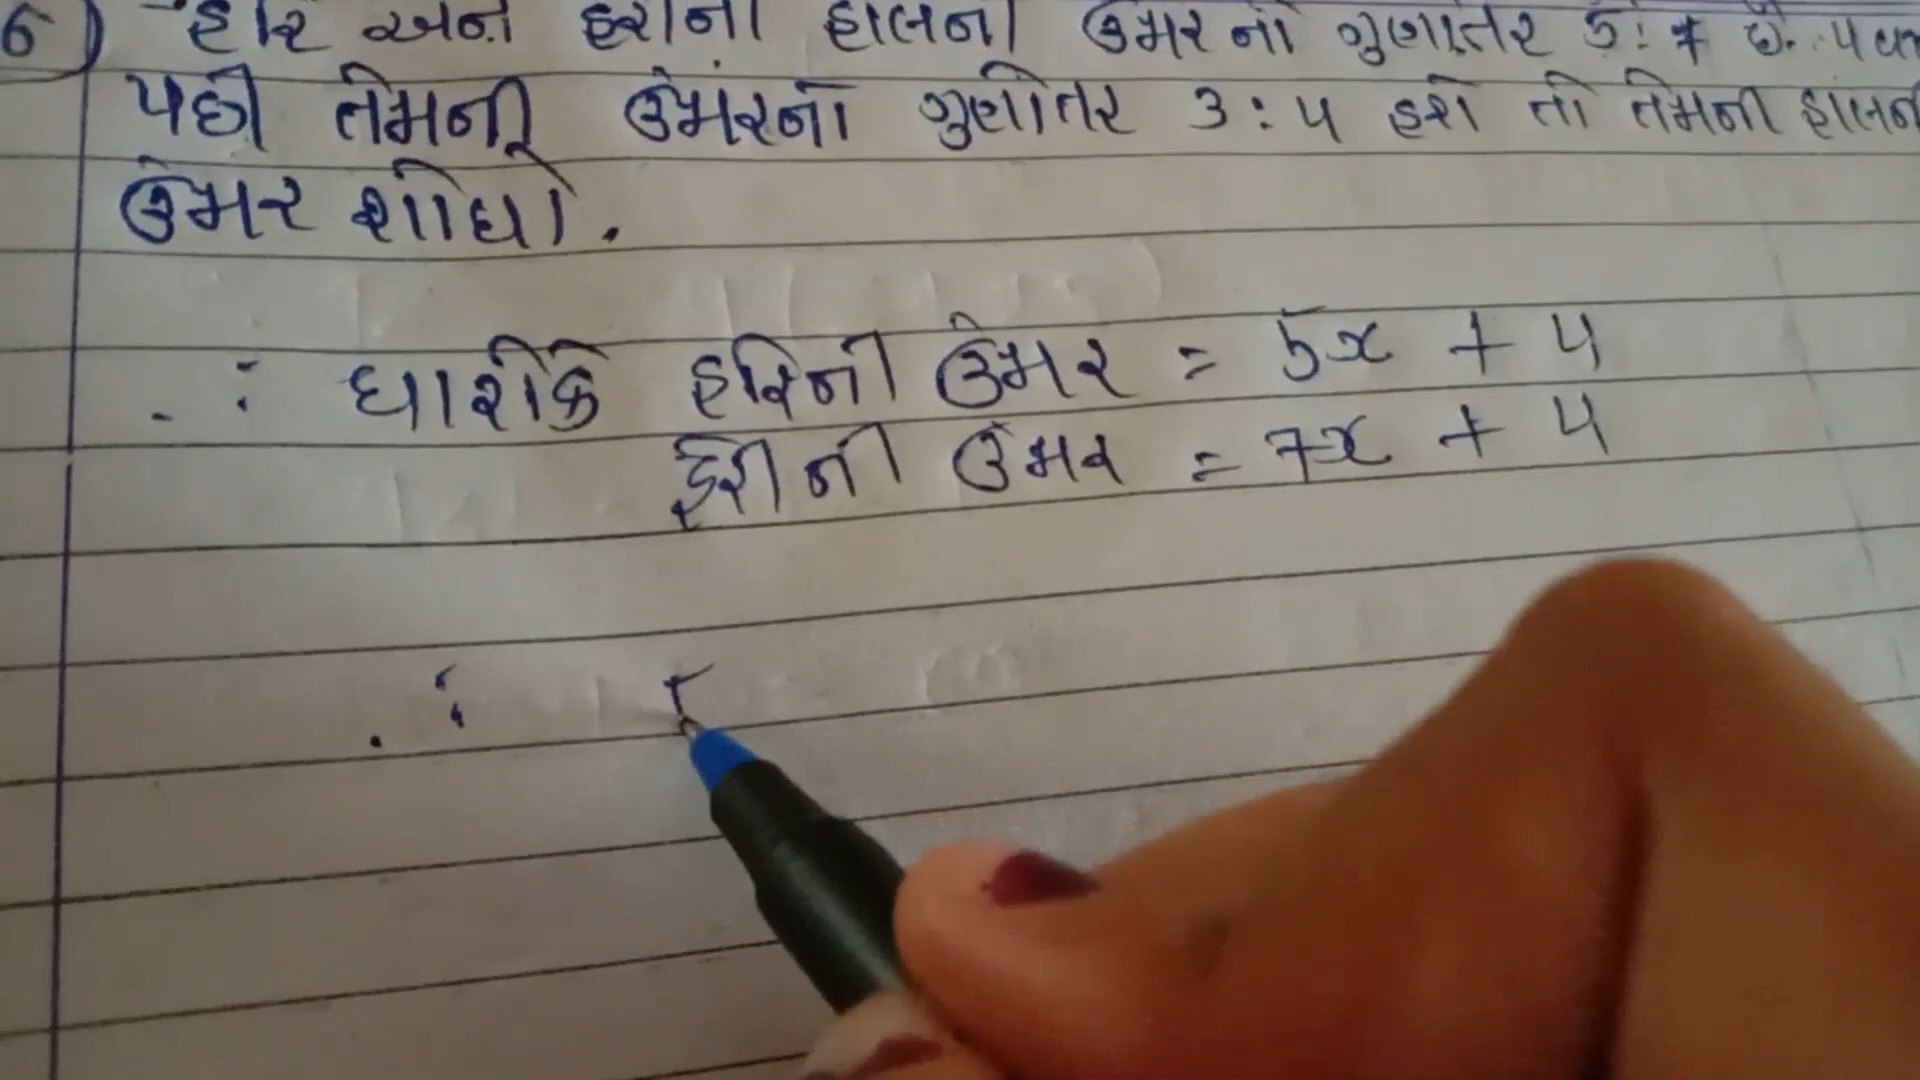 6) હરિ અને હરીની હાલની ઉંમરનો ગુણોતર 5:7 છે. 4
પછી તેમની ઉંમરનો ગુણોતર 3:4 હશે તો તેમની હાલની
ઉંમર શોધો.
∴ ધારોકે હરિની ઉંમર = 5x + 4
હરીની ઉંમર = 7x + 4
∴